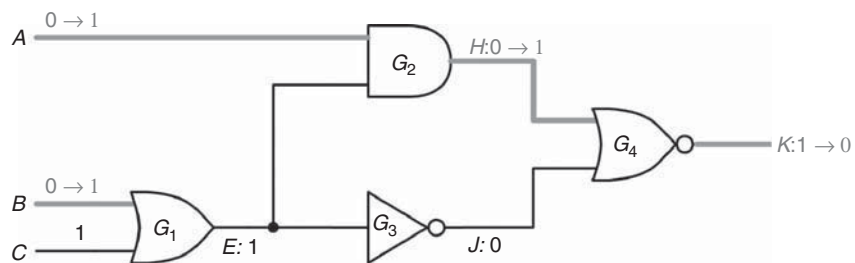 0 → 1
A
G2
H:0 → 1
G4
K:1 → 0
0 → 1
B
1
G1
G3
C
E: 1
J: 0